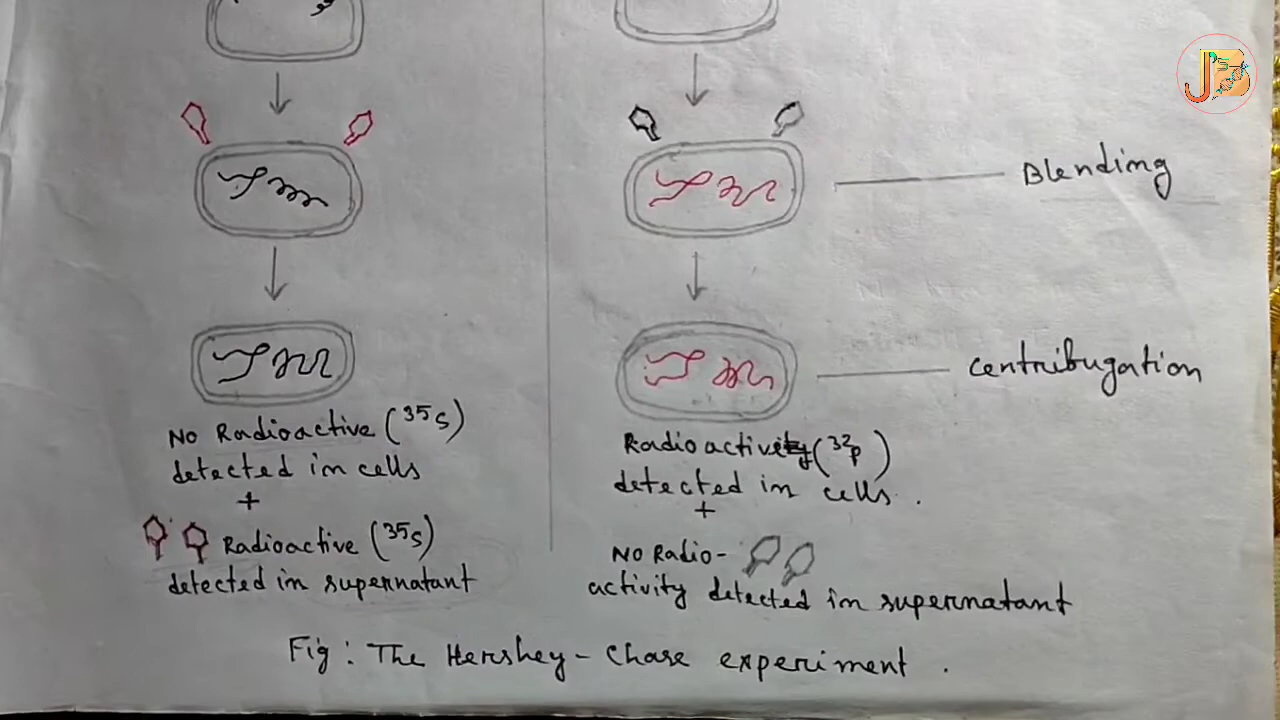 Blending
centribugation
No Radioactive (35s)
detected in cells
+
Radioactive (35s)
detected in supernatant
Radioactivity (32p)
detected in cells.
+
No Radio-
activity detected in supernatant
Fig: The Hershey-Chase experiment.
JB